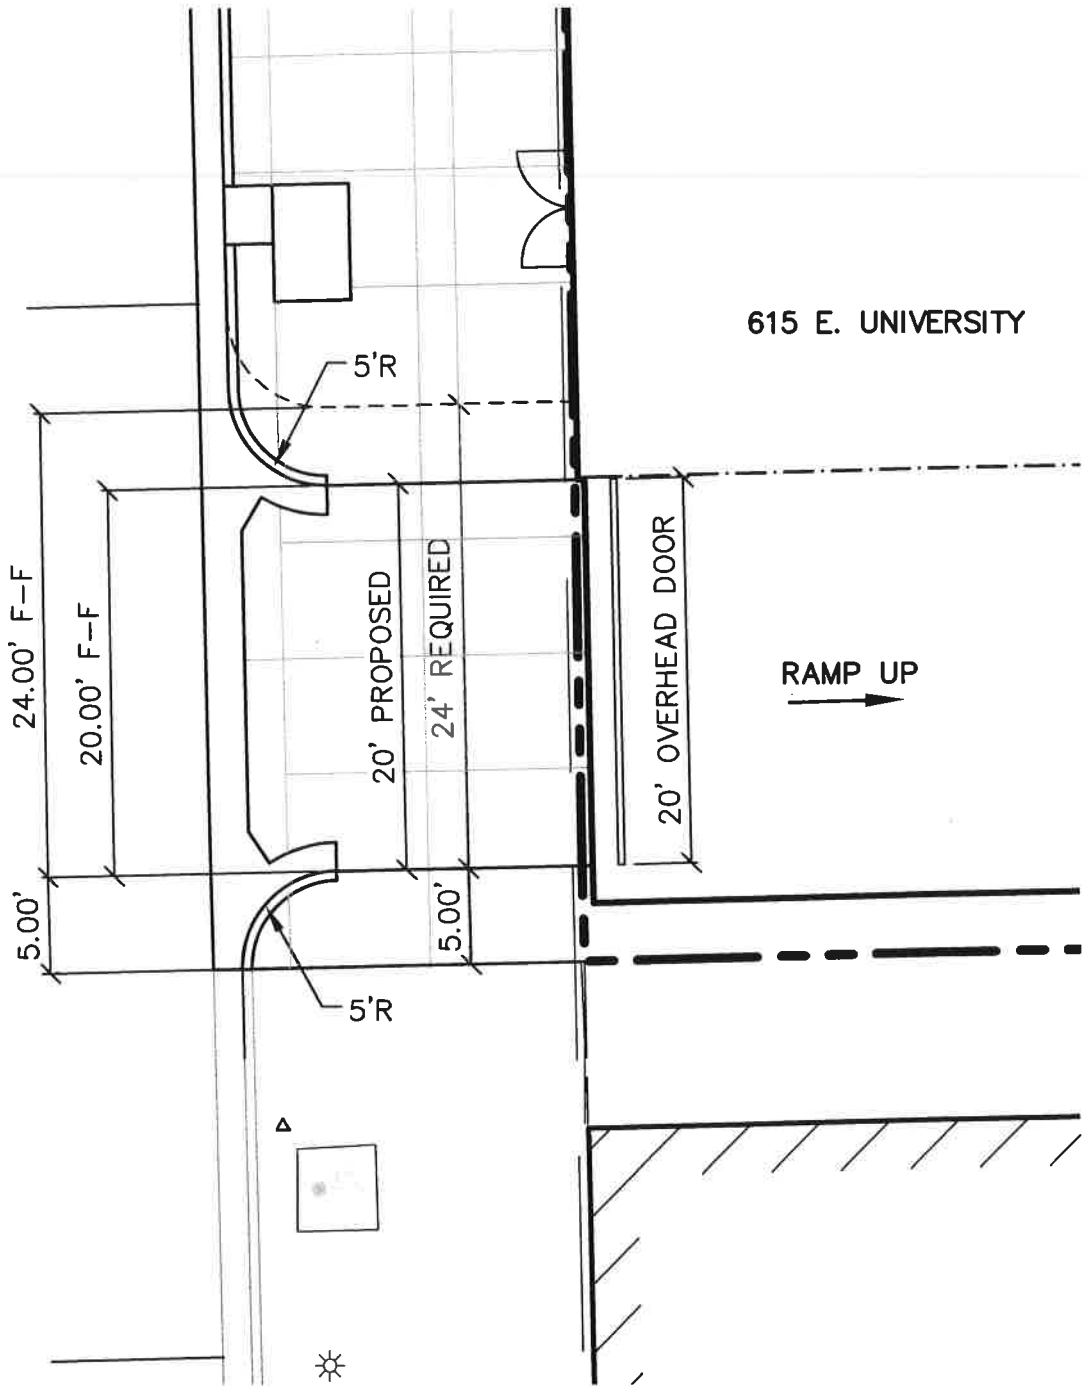 615 E. UNIVERSITY
5'R
24.00' F-F
20.00' F-F
20' PROPOSED
24' REQUIRED
20' OVERHEAD DOOR
RAMP UP
5.00'
5.00'
5'R